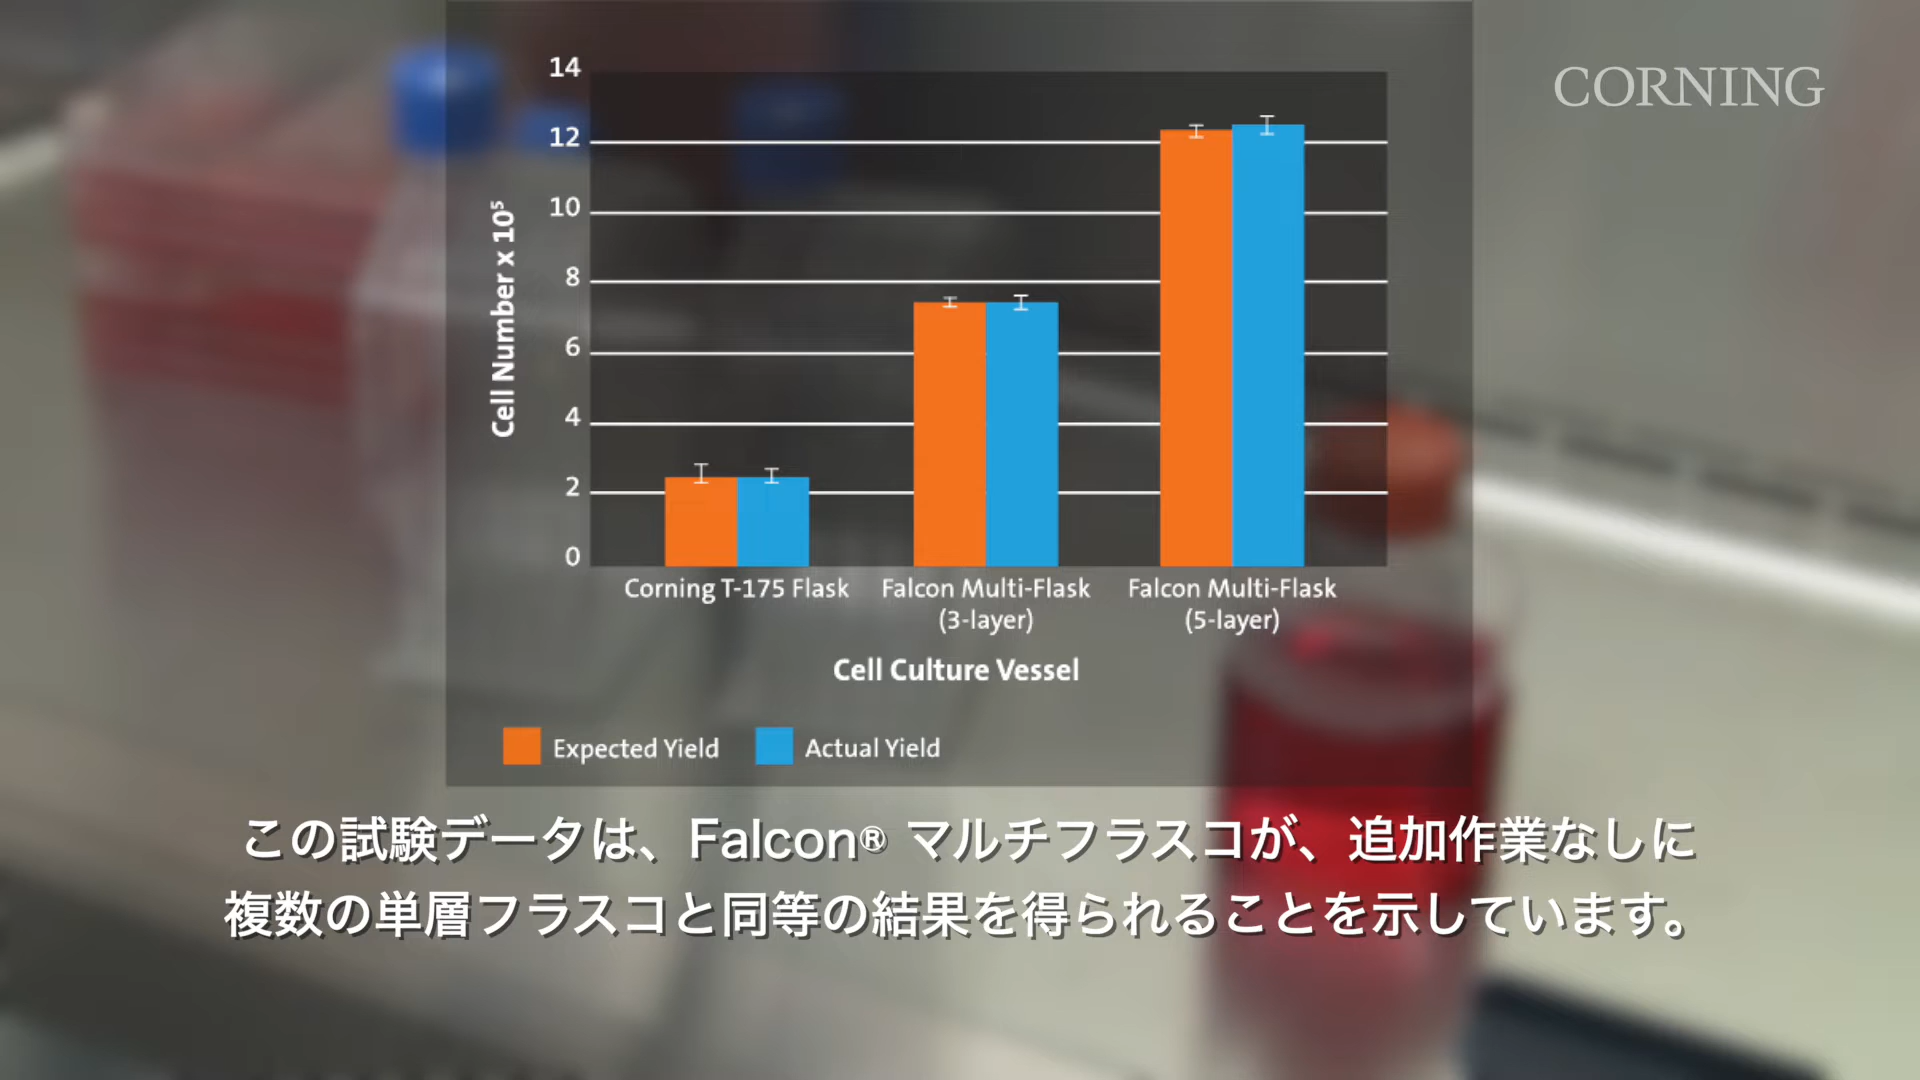 CORNING
14
12
10
8
6
4
2
0
Cell Number x 10⁵
Corning T-175 Flask
Falcon Multi-Flask
(3-layer)
Falcon Multi-Flask
(5-layer)
Cell Culture Vessel
Expected Yield
Actual Yield
この試験データは、Falcon® マルチフラスコが、追加作業なしに
複数の単層フラスコと同等の結果を得られることを示しています。